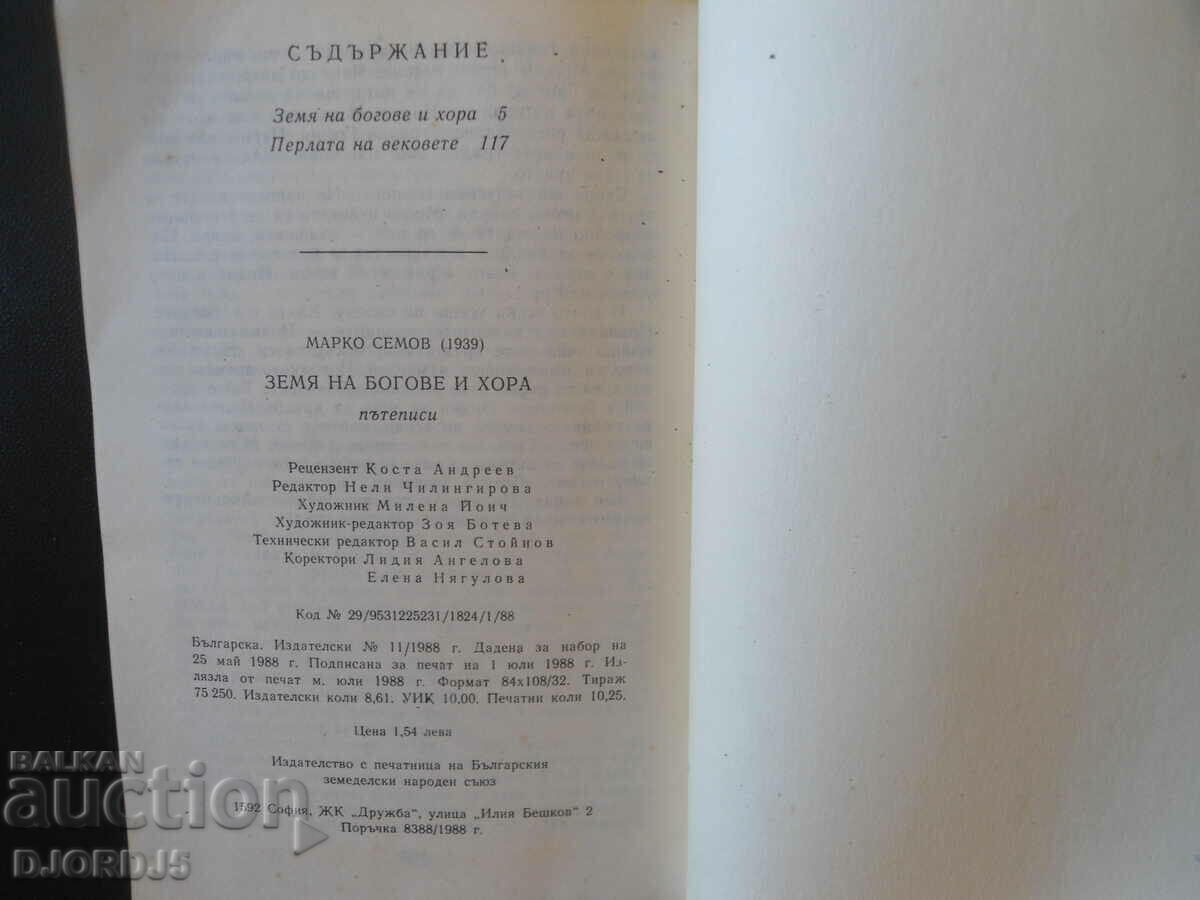 СЪДЪРЖАНИЕ
Земя на богове и хора 5
Перлата на вековете 117
МАРКО СЕМОВ (1939)
ЗЕМЯ НА БОГОВЕ И ХОРА
пътеписи
Рецензент Коста Андреев
Редактор Нели Чилингирова
Художник Милена Йоич
Художник-редактор Зоя Ботева
Технически редактор Васил Стойнов
Коректори Лидия Ангелова
Елена Нягулова
Код № 29/9531225231/1824/1/88
Българска. Издателски № 11/1988 г. Дадена за набор на
25 май 1988 г. Подписана за печат на 1 юли 1988 г. Из-
лязла от печат м. юли 1988 г. Формат 84x108/32. Тираж
75 250. Издателски коли 8,61. УИК 10,00. Печатни коли 10,25.
Цена 1,54 лева
Издателство с печатница на Българския
земеделски народен съюз
1592 София, ЖК „Дружба“, улица „Илия Бешков“ 2
Поръчка 8388/1988 г.
BALKAN
auction
DJORDJ5